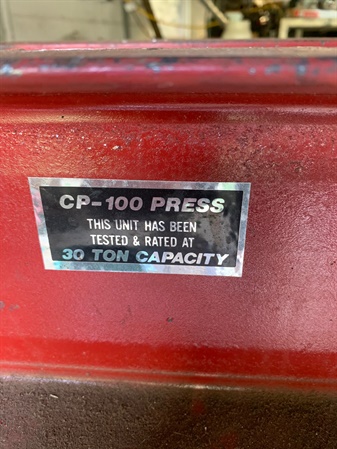 CP-100 PRESS
THIS UNIT HAS BEEN
TESTED & RATED AT
30 TON CAPACITY